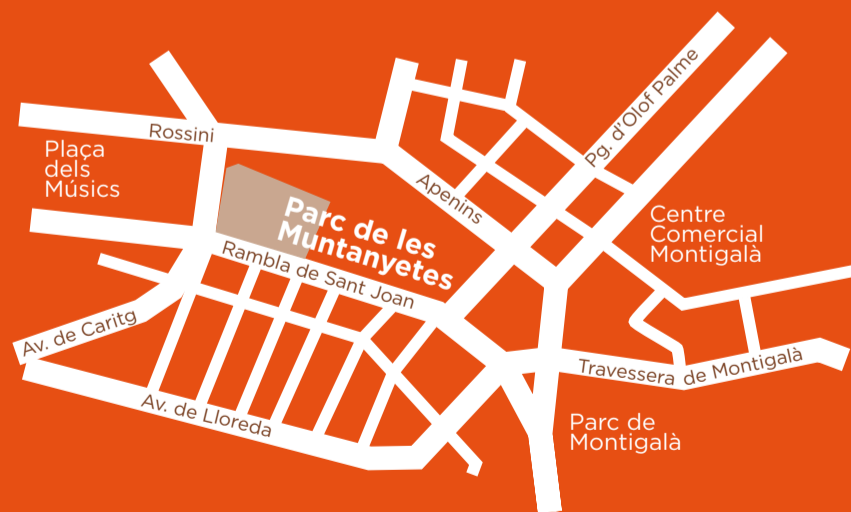 Pg. d'Olof Palme
Rossini
Plaça
dels
Músics
Apenins
Parc de les
Muntanyetes
Centre
Comercial
Montigalà
Rambla de Sant Joan
Av. de Caritg
Travessera de Montigalà
Av. de Lloreda
Parc de
Montigalà